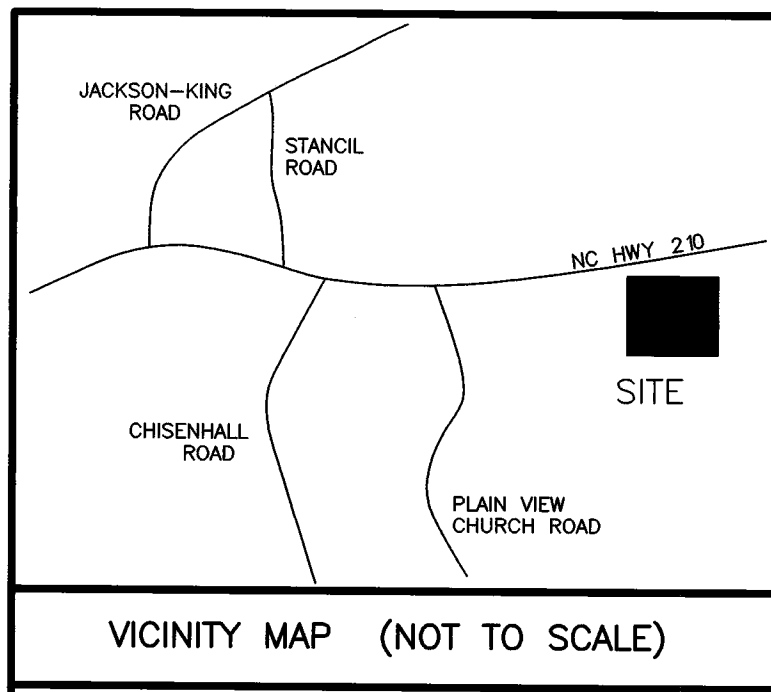 JACKSON-KING
ROAD
STANCIL
ROAD
NC HWY 210
SITE
CHISENHALL
ROAD
PLAIN VIEW
CHURCH ROAD
VICINITY MAP (NOT TO SCALE)